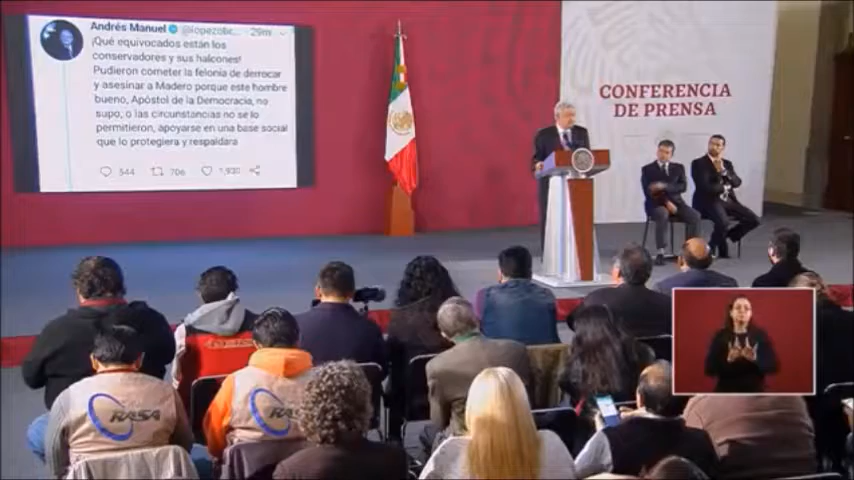 Andrés Manuel @lopezobr... · 29m
¡Qué equivocados están los
conservadores y sus halcones!
Pudieron cometer la felonía de derrocar
y asesinar a Madero porque este hombre
bueno, Apóstol de la Democracia, no
supo, o las circunstancias no se lo
permitieron, apoyarse en una base social
que lo protegiera y respaldara
544 706 1,930
CONFERENCIA
DE PRENSA
RASA
RASA